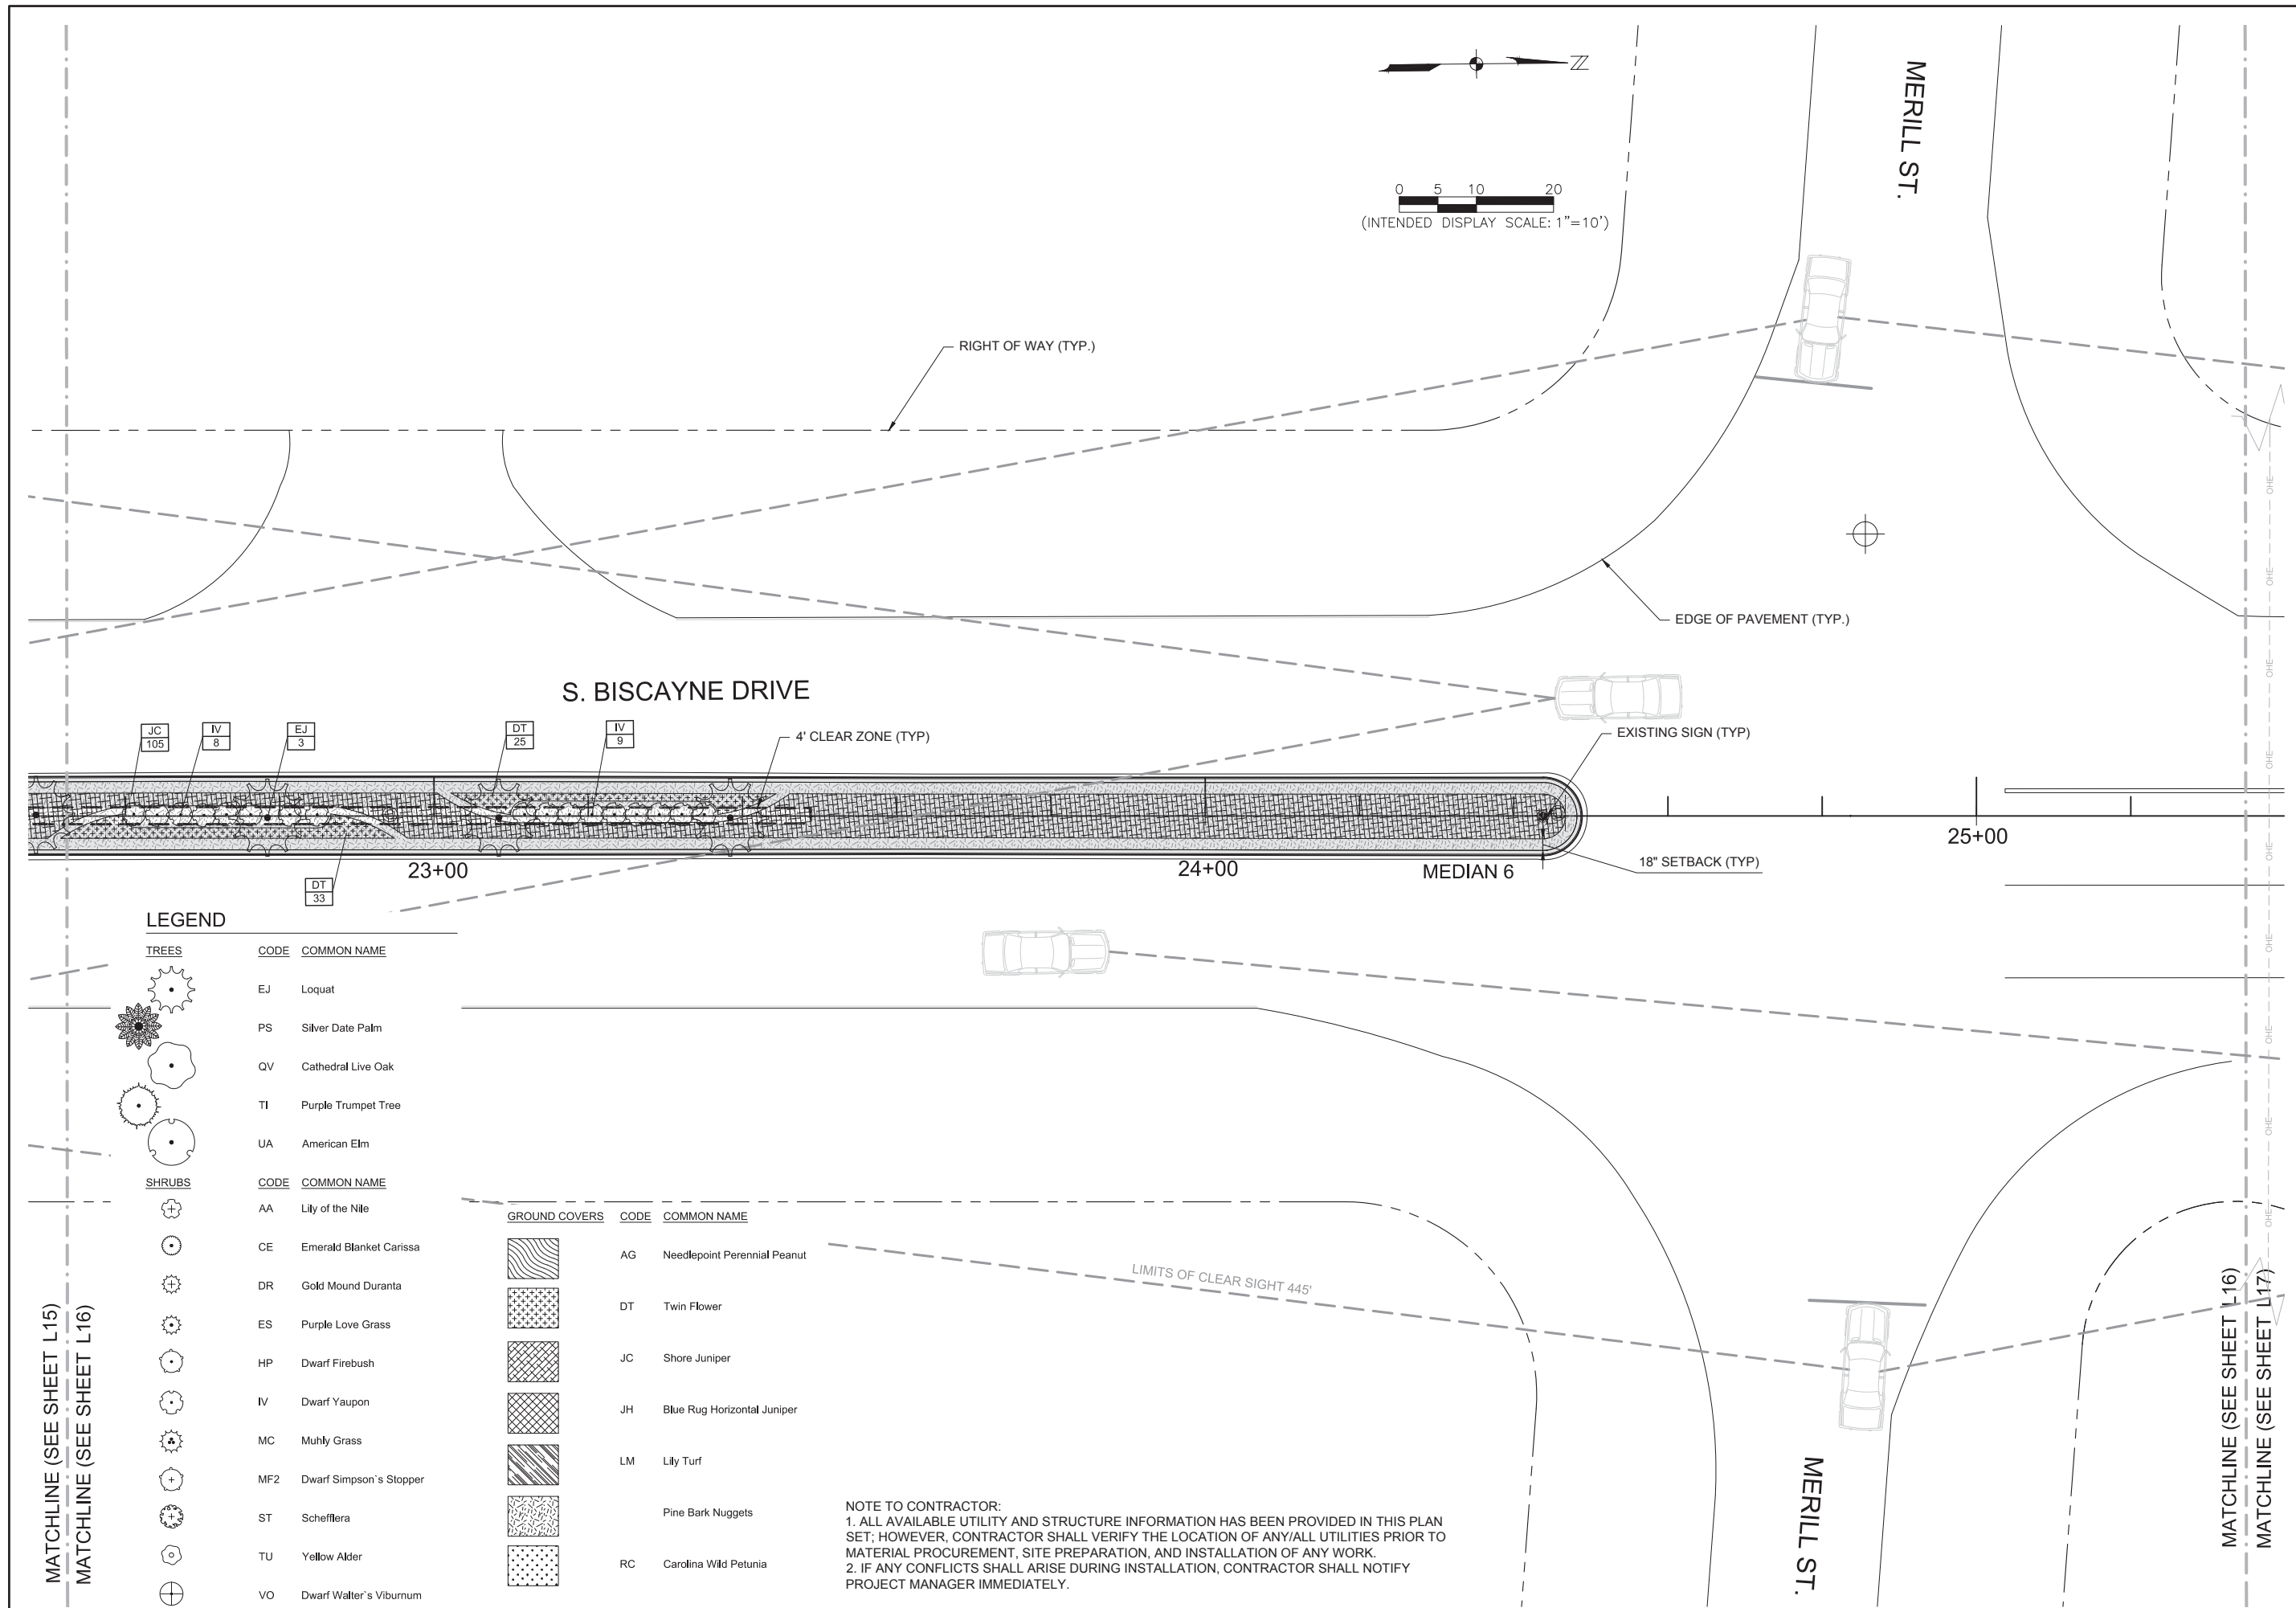 N
MERILL ST.
0 5 10 20
(INTENDED DISPLAY SCALE: 1"=10')
RIGHT OF WAY (TYP.)
EDGE OF PAVEMENT (TYP.)
S. BISCAYNE DRIVE
JC
105
IV
8
EJ
3
DT
25
IV
9
4' CLEAR ZONE (TYP)
EXISTING SIGN (TYP)
23+00
24+00
MEDIAN 6
18" SETBACK (TYP)
25+00
DT
33
LEGEND
TREES CODE COMMON NAME
EJ Loquat
PS Silver Date Palm
QV Cathedral Live Oak
TI Purple Trumpet Tree
UA American Elm
SHRUBS CODE COMMON NAME
AA Lily of the Nile
CE Emerald Blanket Carissa
DR Gold Mound Duranta
ES Purple Love Grass
HP Dwarf Firebush
IV Dwarf Yaupon
MC Muhly Grass
MF2 Dwarf Simpson`s Stopper
ST Schefflera
TU Yellow Alder
VO Dwarf Walter`s Viburnum
GROUND COVERS CODE COMMON NAME
AG Needlepoint Perennial Peanut
DT Twin Flower
JC Shore Juniper
JH Blue Rug Horizontal Juniper
LM Lily Turf
Pine Bark Nuggets
RC Carolina Wild Petunia
LIMITS OF CLEAR SIGHT 445'
NOTE TO CONTRACTOR:
1. ALL AVAILABLE UTILITY AND STRUCTURE INFORMATION HAS BEEN PROVIDED IN THIS PLAN
SET; HOWEVER, CONTRACTOR SHALL VERIFY THE LOCATION OF ANY/ALL UTILITIES PRIOR TO
MATERIAL PROCUREMENT, SITE PREPARATION, AND INSTALLATION OF ANY WORK.
2. IF ANY CONFLICTS SHALL ARISE DURING INSTALLATION, CONTRACTOR SHALL NOTIFY
PROJECT MANAGER IMMEDIATELY.
MERILL ST.
MATCHLINE (SEE SHEET L15)
MATCHLINE (SEE SHEET L16)
MATCHLINE (SEE SHEET L16)
MATCHLINE (SEE SHEET L17)
OHE
OHE
OHE
OHE
OHE
OHE
OHE
OHE
OHE